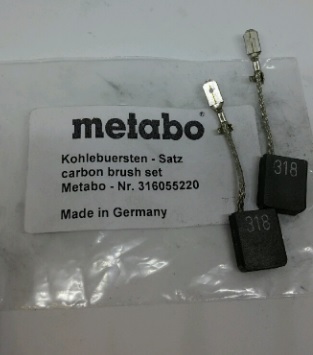 metabo®
Kohlebuersten - Satz
carbon brush set
Metabo - Nr. 316055220
Made in Germany
318
318